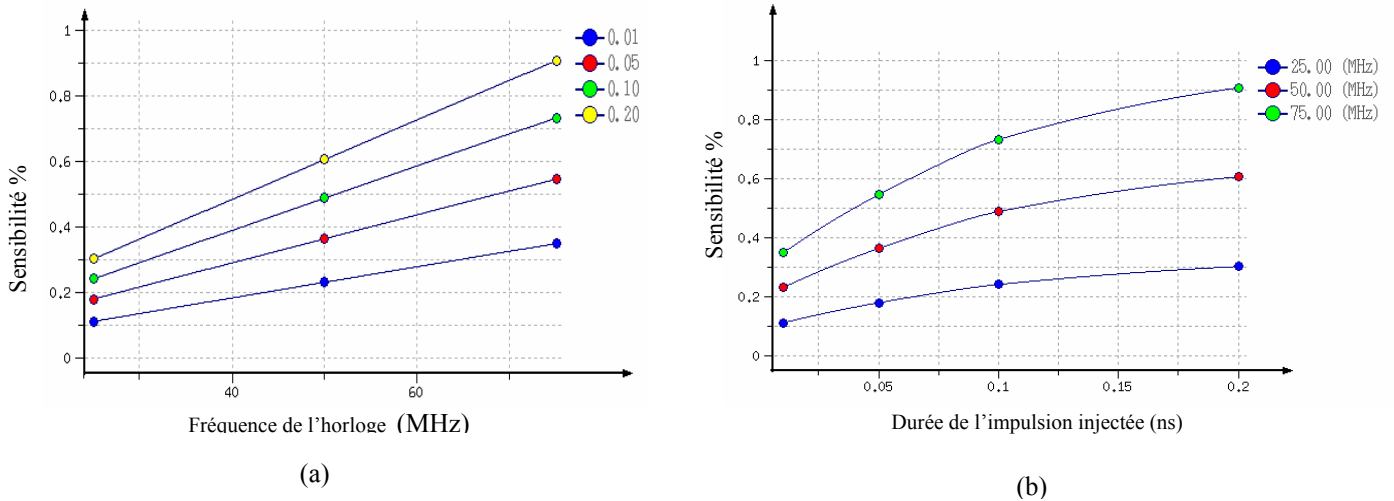 1
0.8
0.6
0.4
0.2
0
40
60
Sensibilité %
Fréquence de l’horloge (MHz)
0.01
0.05
0.10
0.20
(a)
1
0.8
0.6
0.4
0.2
0
0.05
0.1
0.15
0.2
Sensibilité %
Durée de l’impulsion injectée (ns)
25.00 (MHz)
50.00 (MHz)
75.00 (MHz)
(b)